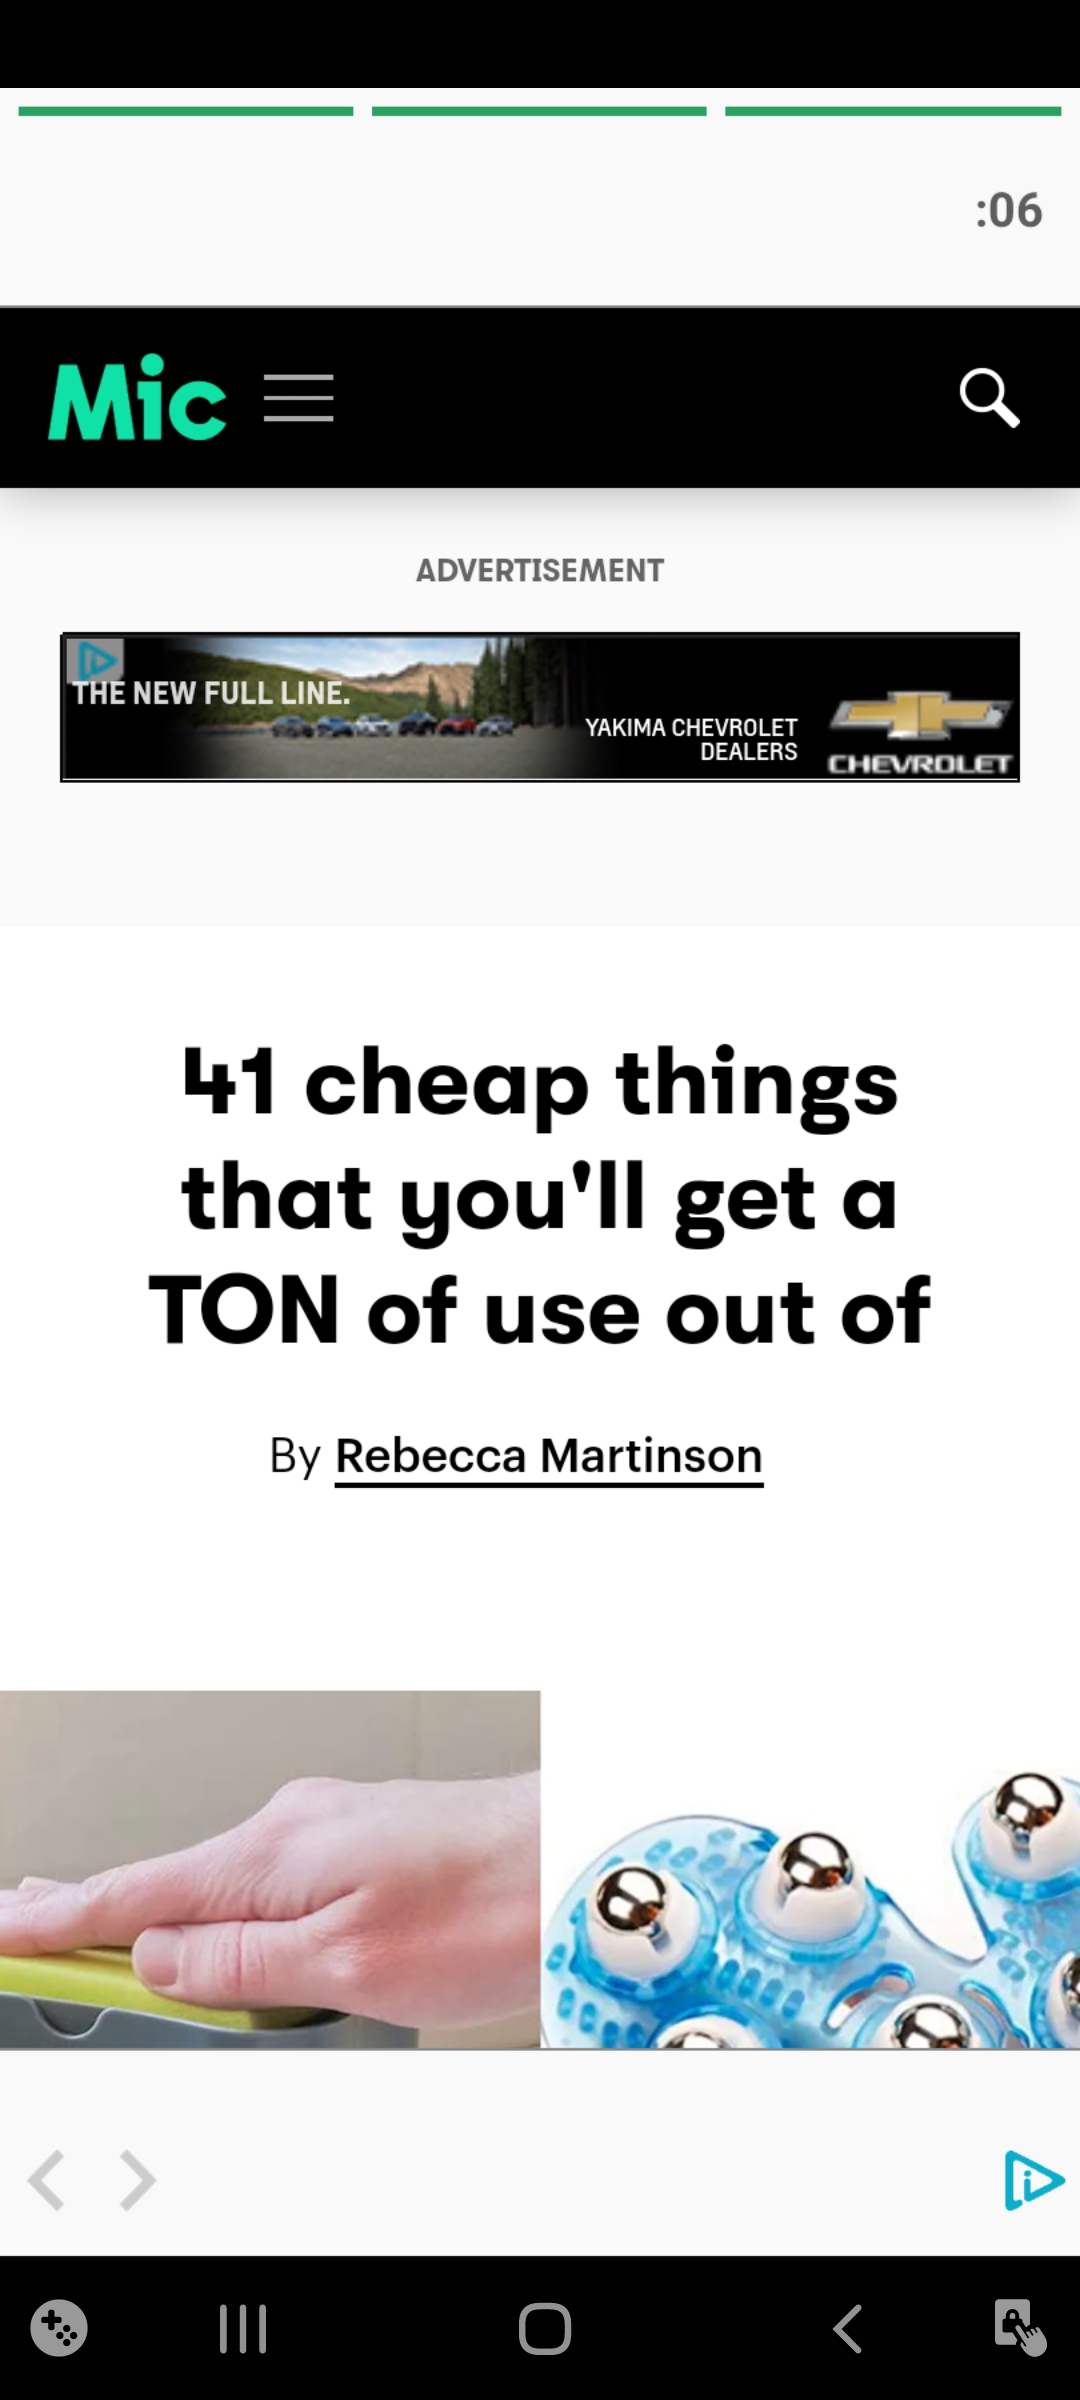 :06
Mic
ADVERTISEMENT
THE NEW FULL LINE.
YAKIMA CHEVROLET
DEALERS
CHEVROLET
41 cheap things
that you'll get a
TON of use out of
By Rebecca Martinson